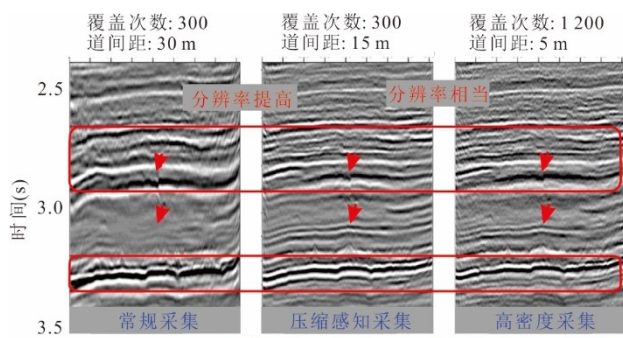 覆盖次数: 300
道间距: 30 m
覆盖次数: 300
道间距: 15 m
覆盖次数: 1 200
道间距: 5 m
分辨率提高
分辨率相当
时间(s)
2.5
3.0
3.5
常规采集
压缩感知采集
高密度采集